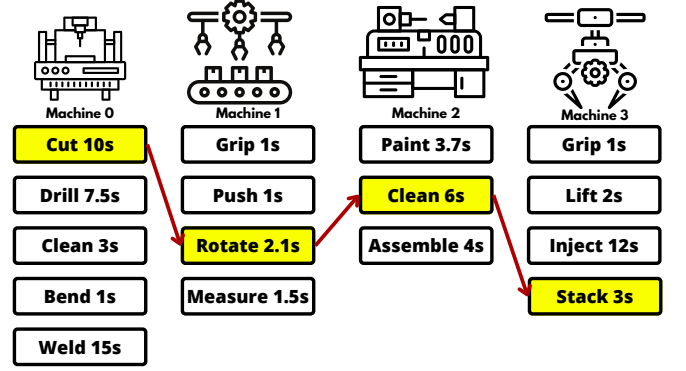 Machine 0
Machine 1
Machine 2
Machine 3
Cut 10s
Grip 1s
Paint 3.7s
Grip 1s
Drill 7.5s
Push 1s
Clean 6s
Lift 2s
Clean 3s
Rotate 2.1s
Assemble 4s
Inject 12s
Bend 1s
Measure 1.5s
Stack 3s
Weld 15s